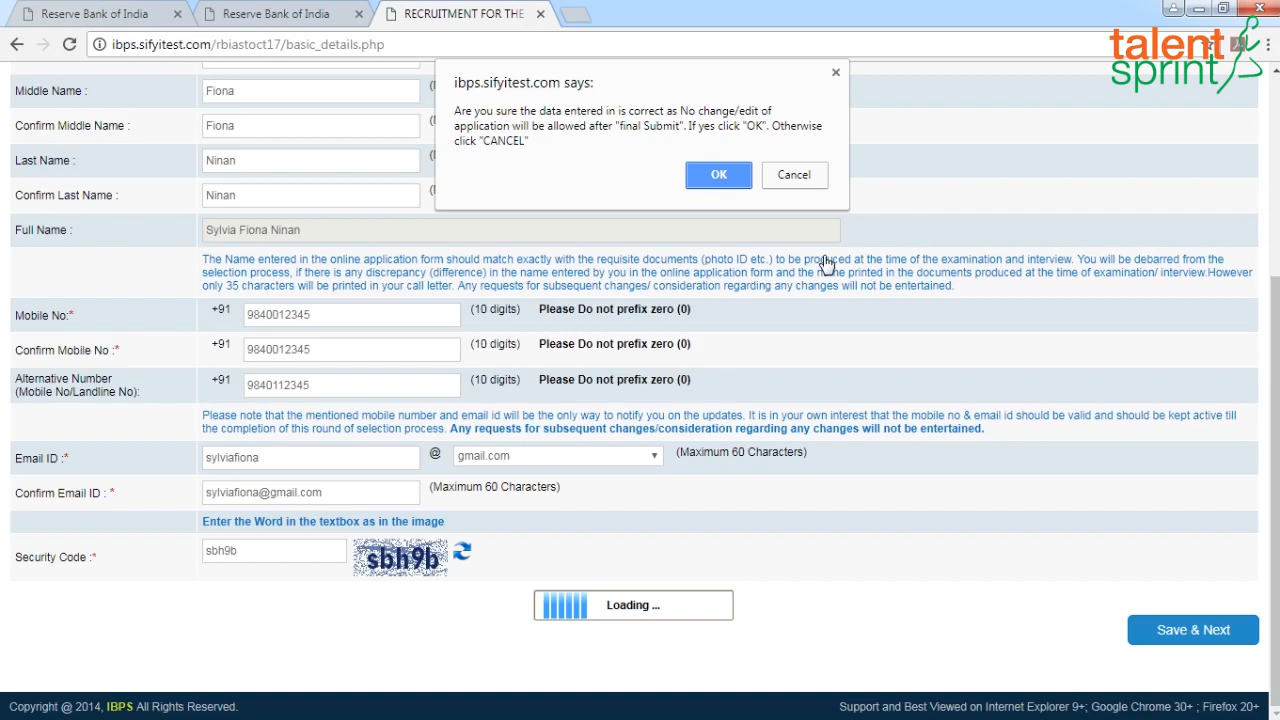 Reserve Bank of India
Reserve Bank of India
RECRUITMENT FOR THE
ibps.sifyitest.com/rbiastoct17/basic_details.php
talent
sprint
ibps.sifyitest.com says:
Are you sure the data entered in is correct as No change/edit of
application will be allowed after "final Submit". If yes click "OK". Otherwise
click "CANCEL"
OK Cancel
Middle Name : Fiona
Confirm Middle Name : Fiona
Last Name : Ninan
Confirm Last Name : Ninan
Full Name : Sylvia Fiona Ninan
The Name entered in the online application form should match exactly with the requisite documents (photo ID etc.) to be produced at the time of the examination and interview. You will be debarred from the
selection process, if there is any discrepancy (difference) in the name entered by you in the online application form and the name printed in the documents produced at the time of examination/ interview.However
only 35 characters will be printed in your call letter. Any requests for subsequent changes/ consideration regarding any changes will not be entertained.
Mobile No:* +91 9840012345 (10 digits) Please Do not prefix zero (0)
Confirm Mobile No :* +91 9840012345 (10 digits) Please Do not prefix zero (0)
Alternative Number
(Mobile No/Landline No): +91 9840112345 (10 digits) Please Do not prefix zero (0)
Please note that the mentioned mobile number and email id will be the only way to notify you on the updates. It is in your own interest that the mobile no & email id should be valid and should be kept active till
the completion of this round of selection process. Any requests for subsequent changes/consideration regarding any changes will not be entertained.
Email ID :* sylviafiona @ gmail.com (Maximum 60 Characters)
Confirm Email ID : * sylviafiona@gmail.com (Maximum 60 Characters)
Enter the Word in the textbox as in the image
Security Code :* sbh9b sbh9b
Loading ...
Save & Next
Copyright @ 2014, IBPS All Rights Reserved.
Support and Best Viewed on Internet Explorer 9+; Google Chrome 30+ ; Firefox 20+